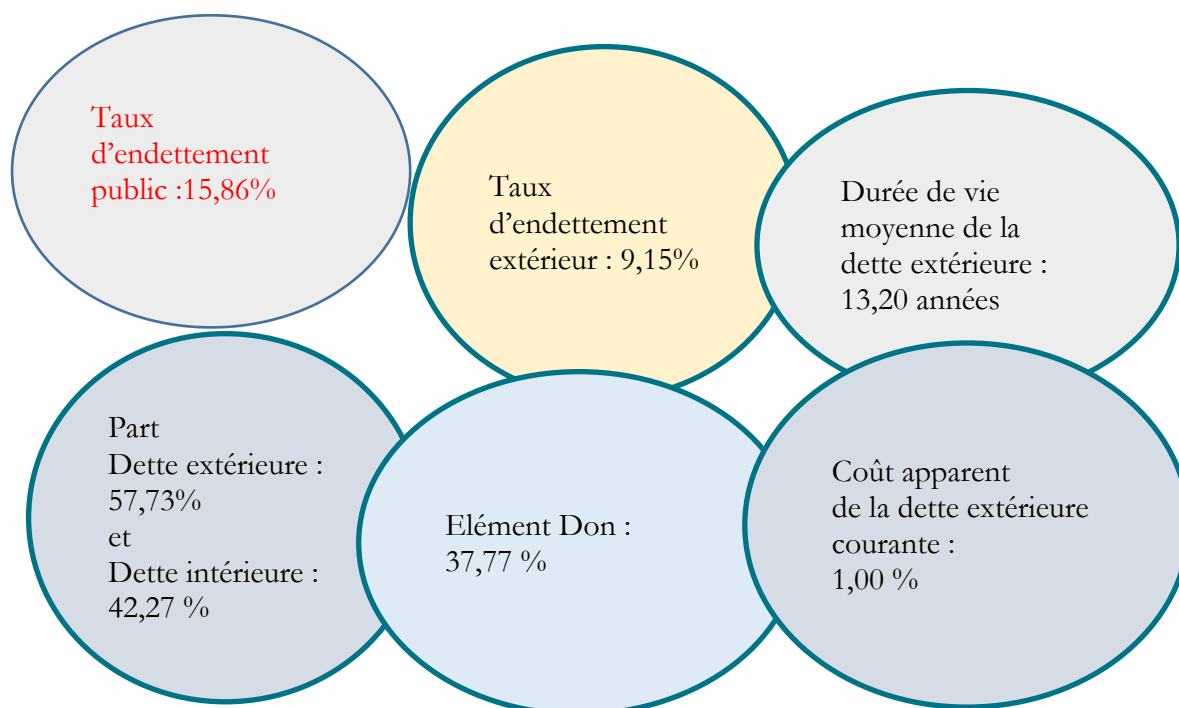 Taux
d’endettement
public :15,86%
Taux
d’endettement
extérieur : 9,15%
Durée de vie
moyenne de la
dette extérieure :
13,20 années
Part
Dette extérieure :
57,73%
et
Dette intérieure :
42,27 %
Elément Don :
37,77 %
Coût apparent
de la dette extérieure
courante :
1,00 %